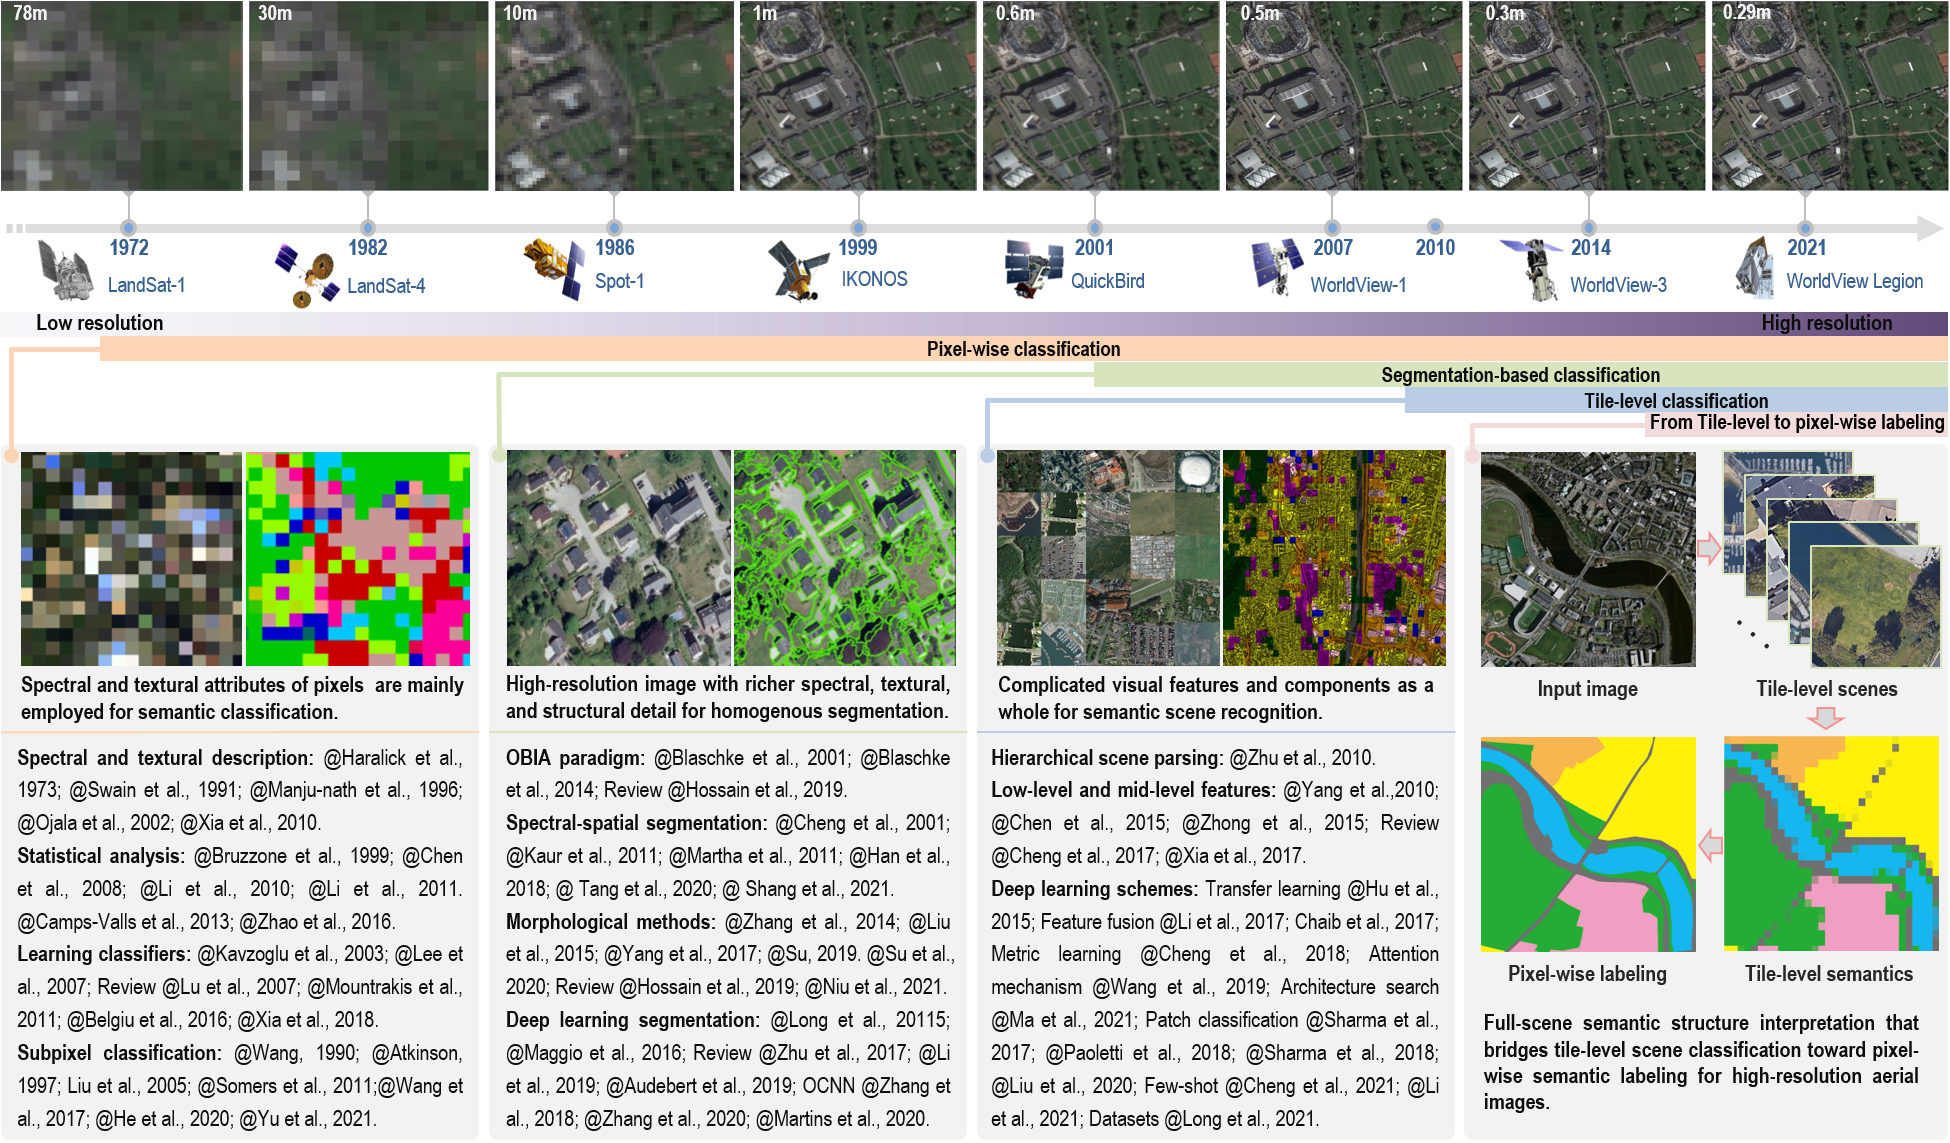 78m
30m
10m
1m
0.6m
0.5m
0.3m
0.29m
1972
1982
1986
1999
2001
2007
2010
2014
2021
LandSat-1
LandSat-4
Spot-1
IKONOS
QuickBird
WorldView-1
WorldView-3
WorldView Legion
Low resolution
High resolution
Pixel-wise classification
Segmentation-based classification
Tile-level classification
From Tile-level to pixel-wise labeling
Spectral and textural attributes of pixels are mainly
employed for semantic classification.
Spectral and textural description: @Haralick et al.,
1973; @Swain et al., 1991; @Manju-nath et al., 1996;
@Ojala et al., 2002; @Xia et al., 2010.
Statistical analysis: @Bruzzone et al., 1999; @Chen
et al., 2008; @Li et al., 2010; @Li et al., 2011.
@Camps-Valls et al., 2013; @Zhao et al., 2016.
Learning classifiers: @Kavzoglu et al., 2003; @Lee et
al., 2007; Review @Lu et al., 2007; @Mountrakis et al.,
2011; @Belgiu et al., 2016; @Xia et al., 2018.
Subpixel classification: @Wang, 1990; @Atkinson,
1997; Liu et al., 2005; @Somers et al., 2011;@Wang et
al., 2017; @He et al., 2020; @Yu et al., 2021.
High-resolution image with richer spectral, textural,
and structural detail for homogenous segmentation.
OBIA paradigm: @Blaschke et al., 2001; @Blaschke
et al., 2014; Review @Hossain et al., 2019.
Spectral-spatial segmentation: @Cheng et al., 2001;
@Kaur et al., 2011; @Martha et al., 2011; @Han et al.,
2018; @ Tang et al., 2020; @ Shang et al., 2021.
Morphological methods: @Zhang et al., 2014; @Liu
et al., 2015; @Yang et al., 2017; @Su, 2019. @Su et al.,
2020; Review @Hossain et al., 2019; @Niu et al., 2021.
Deep learning segmentation: @Long et al., 20115;
@Maggio et al., 2016; Review @Zhu et al., 2017; @Li
et al., 2019; @Audebert et al., 2019; OCNN @Zhang et
al., 2018; @Zhang et al., 2020; @Martins et al., 2020.
Complicated visual features and components as a
whole for semantic scene recognition.
Hierarchical scene parsing: @Zhu et al., 2010.
Low-level and mid-level features: @Yang et al.,2010;
@Chen et al., 2015; @Zhong et al., 2015; Review
@Cheng et al., 2017; @Xia et al., 2017.
Deep learning schemes: Transfer learning @Hu et al.,
2015; Feature fusion @Li et al., 2017; Chaib et al., 2017;
Metric learning @Cheng et al., 2018; Attention
mechanism @Wang et al., 2019; Architecture search
@Ma et al., 2021; Patch classification @Sharma et al.,
2017; @Paoletti et al., 2018; @Sharma et al., 2018;
@Liu et al., 2020; Few-shot @Cheng et al., 2021; @Li
et al., 2021; Datasets @Long et al., 2021.
Input image
Tile-level scenes
Pixel-wise labeling
Tile-level semantics
Full-scene semantic structure interpretation that
bridges tile-level scene classification toward pixel-
wise semantic labeling for high-resolution aerial
images.